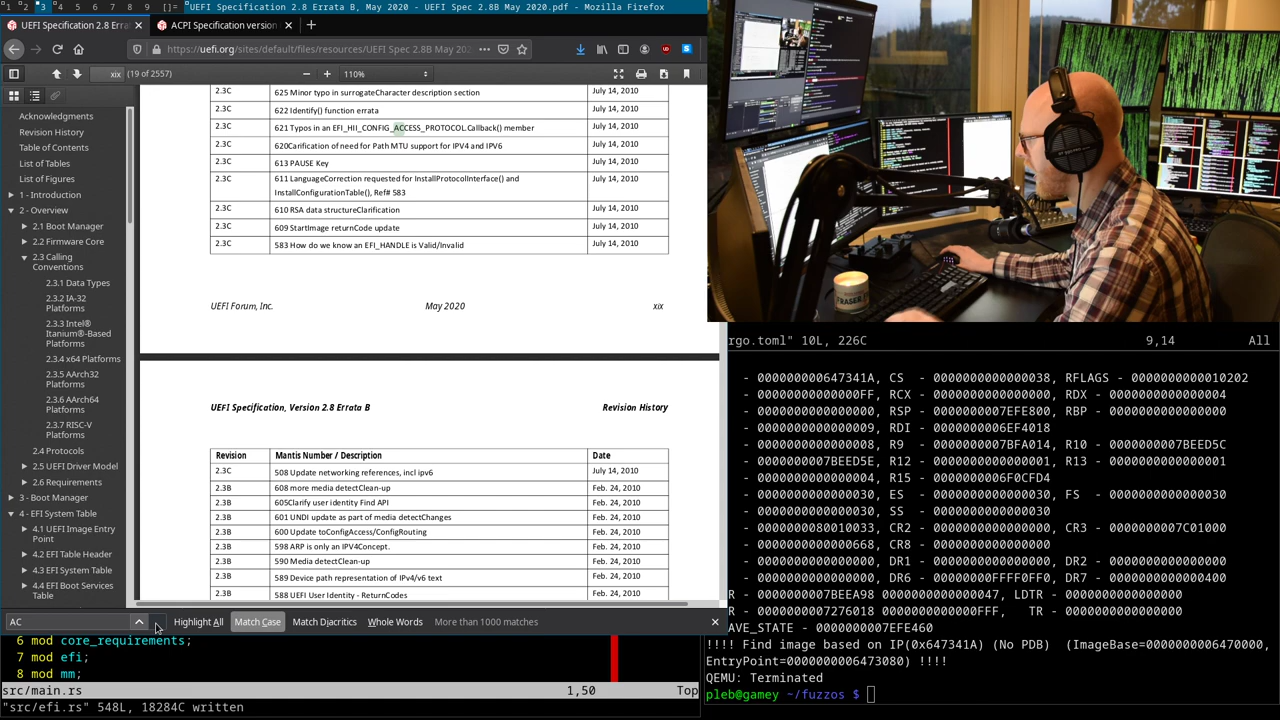 1 2 3 4 5 6 7 8 9 []= UEFI Specification 2.8 Errata B, May 2020 - UEFI Spec 2.8B May 2020.pdf - Mozilla Firefox
UEFI Specification 2.8 Erra
ACPI Specification version
https://uefi.org/sites/default/files/resources/UEFI Spec 2.8B May 202
xix (19 of 2557)
110%
Acknowledgments
Revision History
Table of Contents
List of Tables
List of Figures
1 - Introduction
2 - Overview
2.1 Boot Manager
2.2 Firmware Core
2.3 Calling
Conventions
2.3.1 Data Types
2.3.2 IA-32
Platforms
2.3.3 Intel®
Itanium®-Based
Platforms
2.3.4 x64 Platforms
2.3.5 AArch32
Platforms
2.3.6 AArch64
Platforms
2.3.7 RISC-V
Platforms
2.4 Protocols
2.5 UEFI Driver Model
2.6 Requirements
3 - Boot Manager
4 - EFI System Table
4.1 UEFI Image Entry
Point
4.2 EFI Table Header
4.3 EFI System Table
4.4 EFI Boot Services
Table
2.3C 625 Minor typo in surrogateCharacter description section July 14, 2010
2.3C 622 Identify() function errata July 14, 2010
2.3C 621 Typos in an EFI_HII_CONFIG_ACCESS_PROTOCOL.Callback() member July 14, 2010
2.3C 620Carification of need for Path MTU support for IPV4 and IPV6 July 14, 2010
2.3C 613 PAUSE Key July 14, 2010
2.3C 611 LanguageCorrection requested for InstallProtocolInterface() and July 14, 2010
InstallConfigurationTable(), Ref# 583
2.3C 610 RSA data structureClarification July 14, 2010
2.3C 609 StartImage returnCode update July 14, 2010
2.3C 583 How do we know an EFI_HANDLE is Valid/Invalid July 14, 2010
UEFI Forum, Inc. May 2020 xix
UEFI Specification, Version 2.8 Errata B Revision History
Revision Mantis Number / Description Date
2.3C 508 Update networking references, incl ipv6 July 14, 2010
2.3B 608 more media detectClean-up Feb. 24, 2010
2.3B 605Clarify user identity Find API Feb. 24, 2010
2.3B 601 UNDI update as part of media detectChanges Feb. 24, 2010
2.3B 600 Update toConfigAccess/ConfigRouting Feb. 24, 2010
2.3B 598 ARP is only an IPV4Concept. Feb. 24, 2010
2.3B 590 Media detectClean-up Feb. 24, 2010
2.3B 589 Device path representation of IPv4/v6 text Feb. 24, 2010
2.3B 588 UEFI User Identity - ReturnCodes Feb. 24, 2010
AC Highlight All Match Case Match Diacritics Whole Words More than 1000 matches
6 mod core_requirements;
7 mod efi;
8 mod mm;
src/main.rs 1,50 Top
"src/efi.rs" 548L, 18284C written
FRASER
rgo.toml" 10L, 226C 9,14 All
- 000000000647341A, CS - 0000000000000038, RFLAGS - 0000000000010202
- 00000000000000FF, RCX - 0000000000000000, RDX - 0000000000000004
- 0000000000000000, RSP - 0000000007EFE800, RBP - 0000000000000000
- 0000000000000009, RDI - 0000000006EF4018
- 0000000000000008, R9 - 0000000007BFA014, R10 - 0000000007BEED5C
- 0000000007BEED5E, R12 - 0000000000000001, R13 - 0000000000000001
- 0000000000000004, R15 - 0000000006F0CFD4
- 0000000000000030, ES - 0000000000000030, FS - 0000000000000030
- 0000000000000030, SS - 0000000000000030
- 0000000080010033, CR2 - 0000000000000000, CR3 - 0000000007C01000
- 0000000000000668, CR8 - 0000000000000000
- 0000000000000000, DR1 - 0000000000000000, DR2 - 0000000000000000
- 0000000000000000, DR6 - 00000000FFFF0FF0, DR7 - 0000000000000400
R - 0000000007BEEA98 0000000000000047, LDTR - 0000000000000000
R - 0000000007276018 0000000000000FFF, TR - 0000000000000000
AVE_STATE - 0000000007EFE460
!!!! Find image based on IP(0x647341A) (No PDB) (ImageBase=0000000006470000,
EntryPoint=0000000006473080) !!!!
QEMU: Terminated
pleb@gamey ~/fuzzos $